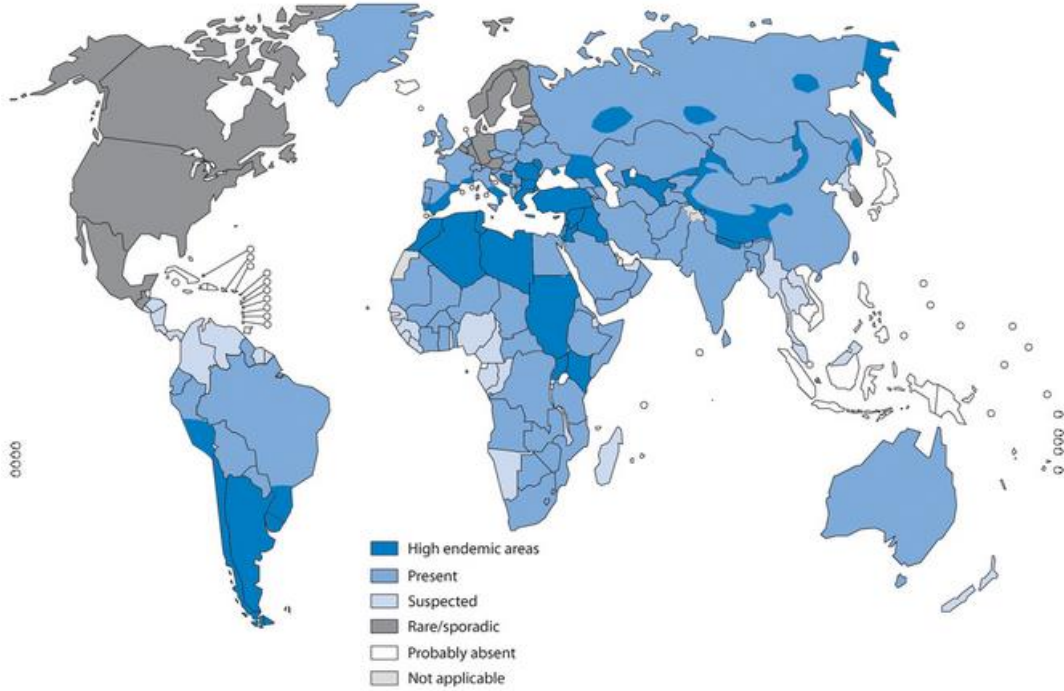 High endemic areas
Present
Suspected
Rare/sporadic
Probably absent
Not applicable